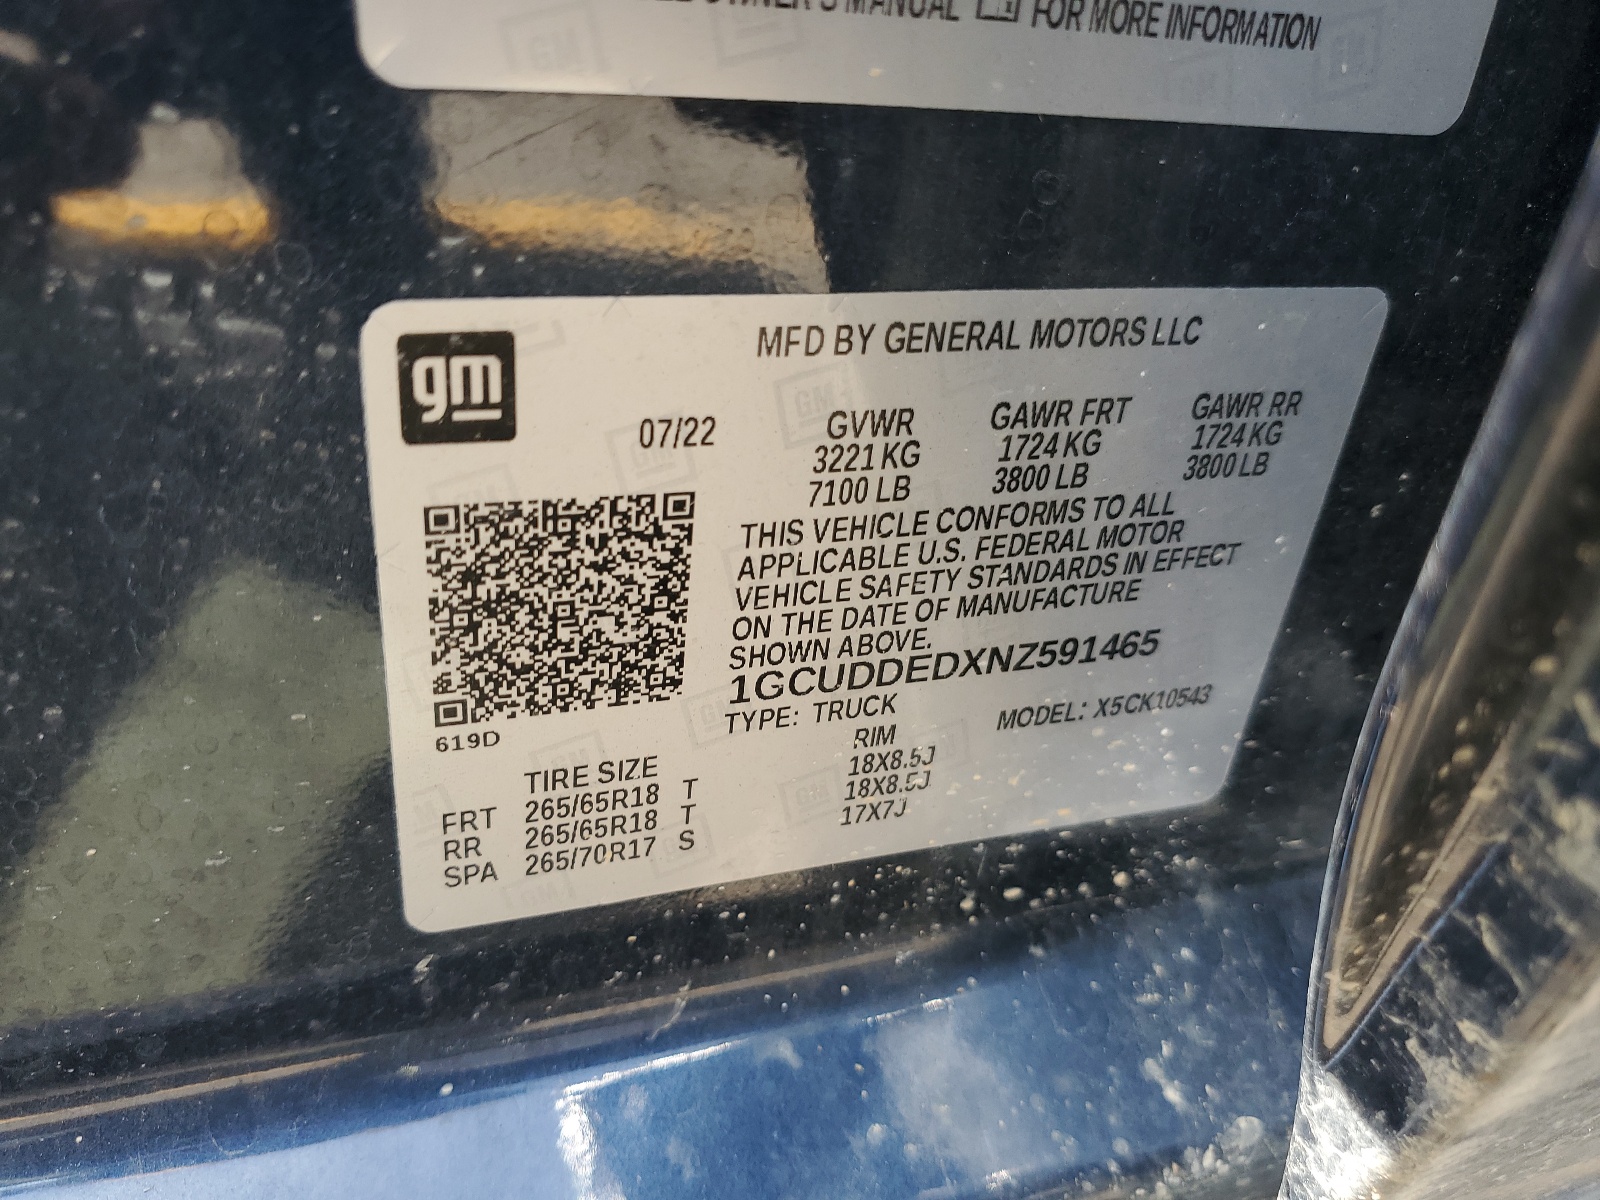 OWNER'S MANUAL FOR MORE INFORMATION
gm
MFD BY GENERAL MOTORS LLC
07/22
GVWR GAWR FRT GAWR RR
3221 KG 1724 KG 1724 KG
7100 LB 3800 LB 3800 LB
THIS VEHICLE CONFORMS TO ALL
APPLICABLE U.S. FEDERAL MOTOR
VEHICLE SAFETY STANDARDS IN EFFECT
ON THE DATE OF MANUFACTURE
SHOWN ABOVE.
1GCUDDEDXNZ591465
TYPE: TRUCK MODEL: X5CK10543
619D
TIRE SIZE RIM
FRT 265/65R18 T 18X8.5J
RR 265/65R18 T 18X8.5J
SPA 265/70R17 S 17X7J